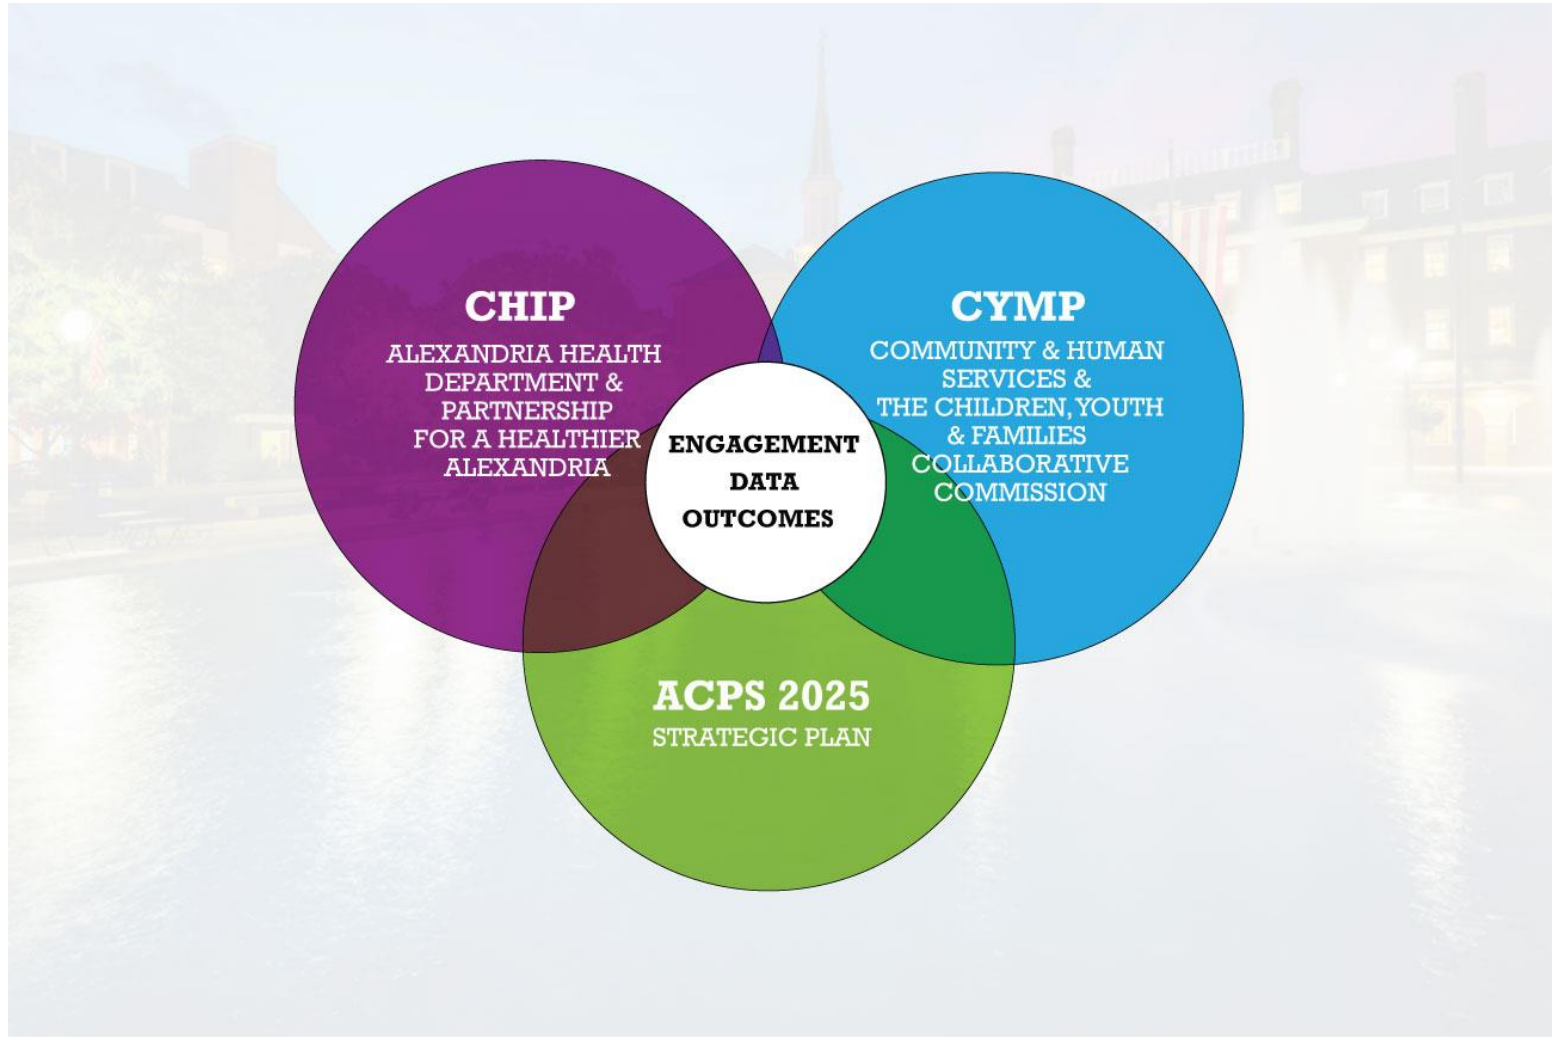 CHIP
ALEXANDRIA HEALTH
DEPARTMENT &
PARTNERSHIP
FOR A HEALTHIER
ALEXANDRIA
CYMP
COMMUNITY & HUMAN
SERVICES &
THE CHILDREN, YOUTH
& FAMILIES
COLLABORATIVE
COMMISSION
ENGAGEMENT
DATA
OUTCOMES
ACPS 2025
STRATEGIC PLAN